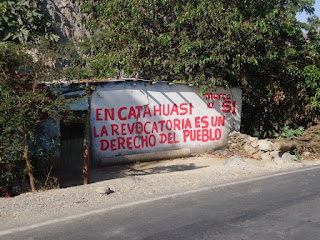 EN CATAHUASI
LA REVOCATORIA ES UN
DERECHO DEL PUEBLO
SI